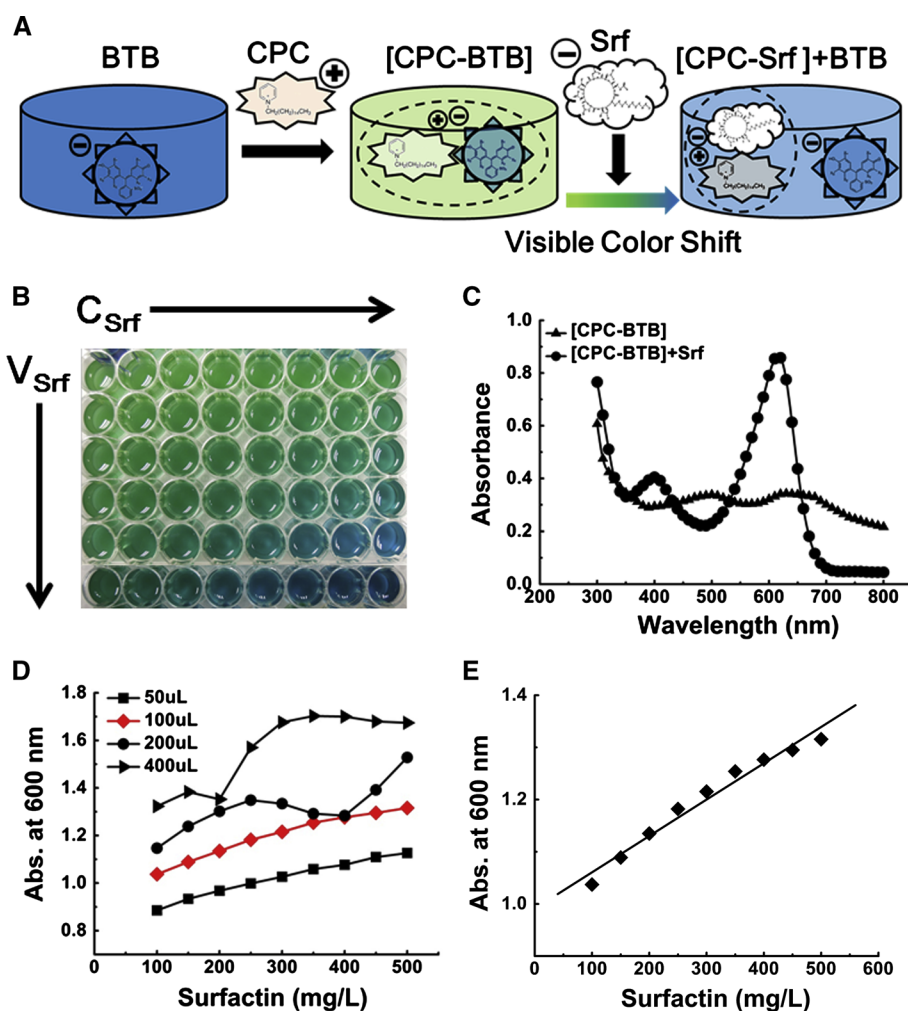 A
BTB
CPC
[CPC-BTB]
Srf
[CPC-Srf]+BTB
Visible Color Shift
B
C_Srf
V_Srf
C
[CPC-BTB]
[CPC-BTB]+Srf
Absorbance
1.0
0.8
0.6
0.4
0.2
0.0
200 300 400 500 600 700 800
Wavelength (nm)
D
50uL
100uL
200uL
400uL
Abs. at 600 nm
1.8
1.6
1.4
1.2
1.0
0.8
0 100 200 300 400 500
Surfactin (mg/L)
E
Abs. at 600 nm
1.4
1.2
1.0
0 100 200 300 400 500 600
Surfactin (mg/L)